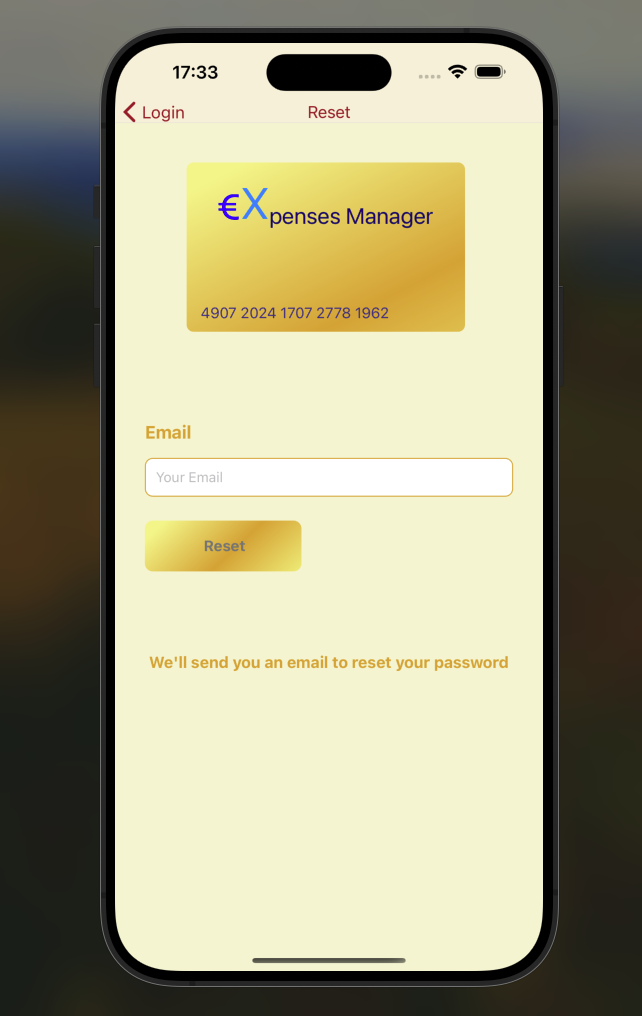 17:33
Login
Reset
€Xpenses Manager
4907 2024 1707 2778 1962
Email
Your Email
Reset
We'll send you an email to reset your password